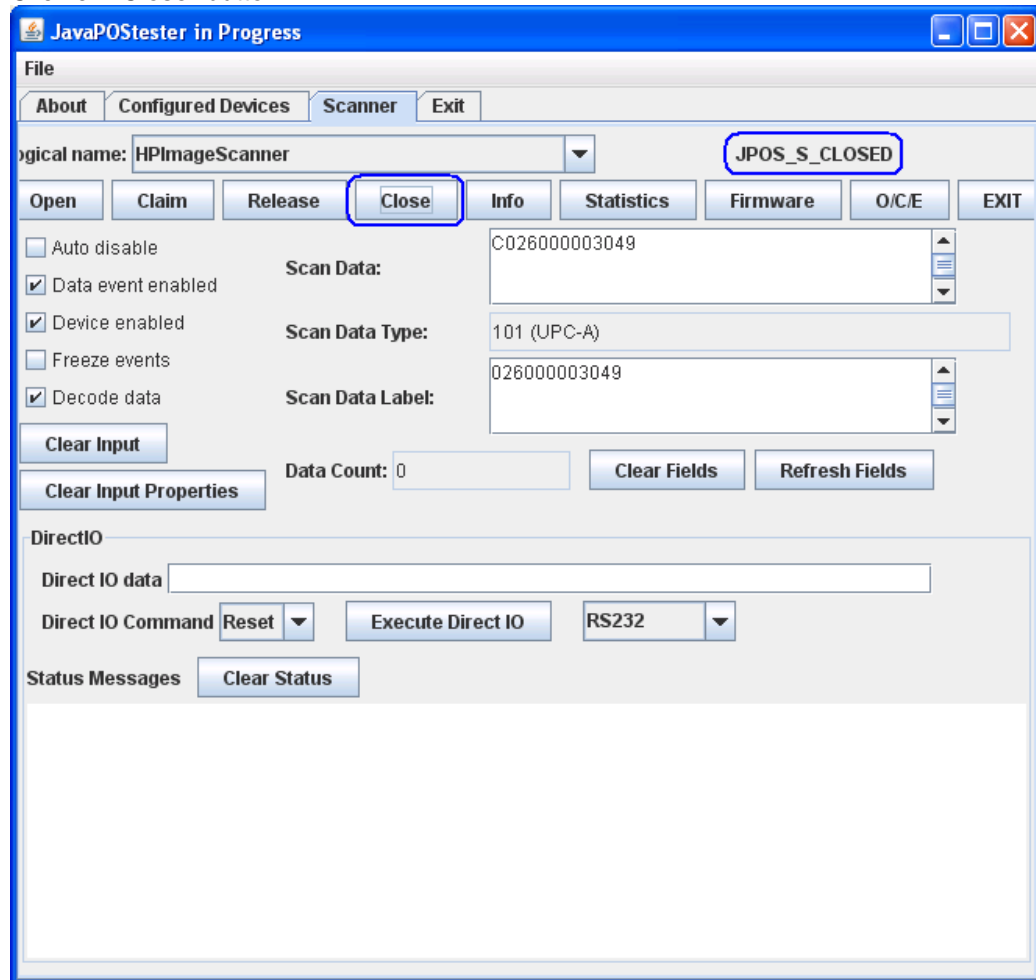 JavaPOStester in Progress
File
About Configured Devices Scanner Exit
ogical name: HPImageScanner JPOS_S_CLOSED
Open Claim Release Close Info Statistics Firmware O/C/E EXIT
Auto disable
Scan Data: C026000003049
Data event enabled
Device enabled
Scan Data Type: 101 (UPC-A)
Freeze events
Decode data
Scan Data Label: 026000003049
Clear Input
Data Count: 0 Clear Fields Refresh Fields
Clear Input Properties
DirectIO
Direct IO data
Direct IO Command Reset Execute Direct IO RS232
Status Messages Clear Status